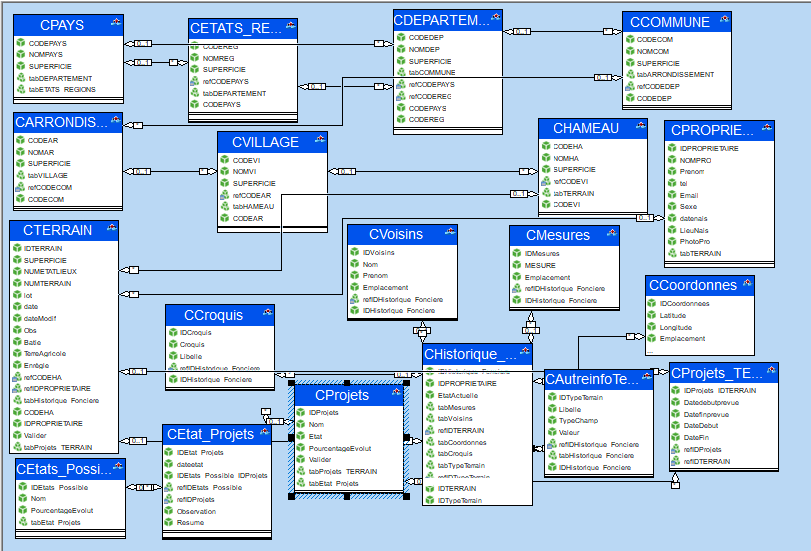 CPAYS
CODEPAYS
NOMPAYS
SUPERFICIE
tabDEPARTEMENT
tabETATS_REGIONS
CETATS_RE...
CODEREG
NOMREG
SUPERFICIE
refCODEPAYS
tabDEPARTEMENT
CODEPAYS
CDEPARTEM...
CODEDEP
NOMDEP
SUPERFICIE
tabCOMMUNE
refCODEPAYS
refCODEREG
CODEPAYS
CODEREG
CCOMMUNE
CODECOM
NOMCOM
SUPERFICIE
tabARRONDISSEMENT
refCODEDEP
CODEDEP
CARRONDIS...
CODEAR
NOMAR
SUPERFICIE
tabVILLAGE
refCODECOM
CODECOM
CVILLAGE
CODEVI
NOMVI
SUPERFICIE
refCODEAR
tabHAMEAU
CODEAR
CHAMEAU
CODEHA
NOMHA
SUPERFICIE
refCODEVI
tabTERRAIN
CODEVI
CPROPRIE...
IDPROPRIETAIRE
NOMPRO
Prenom
tel
Email
Sexe
datenais
LieuNais
PhotoPro
tabTERRAIN
CTERRAIN
IDTERRAIN
SUPERFICIE
NUMETATLIEUX
NUMTERRAIN
lot
date
dateModif
Obs
Batie
TerreAgricole
Enregle
refCODEHA
refIDPROPRIETAIRE
tabHistorique_Fonciere
CODEHA
IDPROPRIETAIRE
Valider
tabProjets_TERRAIN
CVoisins
IDVoisins
Nom
Prenom
Emplacement
refIDHistorique_Fonciere
IDHistorique_Fonciere
CMesures
IDMesures
MESURE
Emplacement
refIDHistorique_Fonciere
IDHistorique_Fonciere
CCoordonnes
IDCoordonnees
Latitude
Longitude
Emplacement
...
CCroquis
IDCroquis
Croquis
Libelle
refIDHistorique_Fonciere
IDHistorique_Fonciere
CHistorique_...
IDHistorique_Fonciere
IDPROPRIETAIRE
EtatActuelle
tabMesures
tabVoisins
refIDTERRAIN
tabCoordonnes
tabCroquis
tabTypeTerrain
refIDTypeTerrain
IDTERRAIN
IDTypeTerrain
CAutreinfoTe...
IDTypeTerrain
Libelle
TypeChamp
Valeur
refIDHistorique_Fonciere
tabHistorique_Fonciere
IDHistorique_Fonciere
CProjets_TE...
IDProjets_IDTERRAIN
Datedebutprevue
Datefinprevue
DateDebut
DateFin
refIDProjets
refIDTERRAIN
CProjets
IDProjets
Nom
Etat
PourcentageEvolut
Valider
tabProjets_TERRAIN
tabEtat_Projets
CEtat_Projets
IDEtat_Projets
dateetat
IDEtats_Possible_IDProjets
refIDEtats_Possible
refIDProjets
Observation
Resume
CEtats_Possi...
IDEtats_Possible
Nom
PourcentageEvolut
tabEtat_Projets